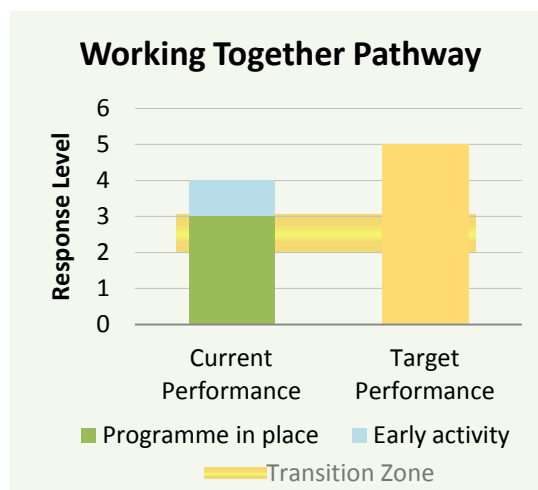 Working Together Pathway
Response Level
6
5
4
3
2
1
0
Current Performance
Target Performance
Programme in place
Early activity
Transition Zone